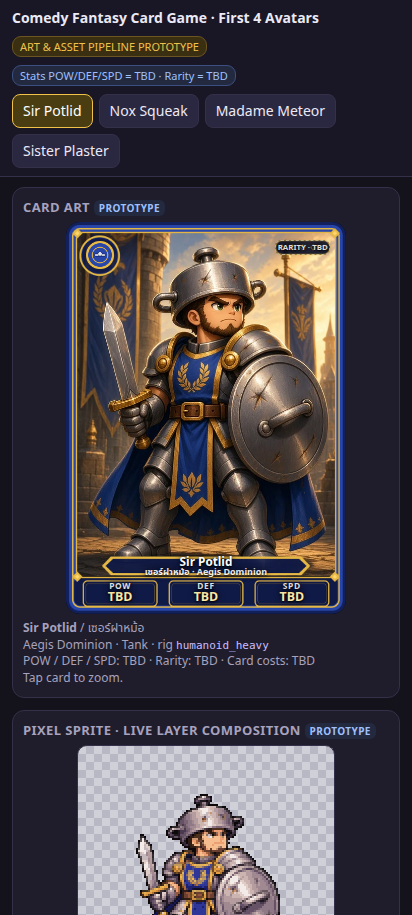 Comedy Fantasy Card Game · First 4 Avatars
ART & ASSET PIPELINE PROTOTYPE
Stats POW/DEF/SPD = TBD · Rarity = TBD
Sir Potlid
Nox Squeak
Madame Meteor
Sister Plaster
CARD ART PROTOTYPE
RARITY · TBD
Sir Potlid
เซอร์ฝาหม้อ · Aegis Dominion
POW
TBD
DEF
TBD
SPD
TBD
Sir Potlid / เซอร์ฝาหม้อ
Aegis Dominion · Tank · rig humanoid_heavy
POW / DEF / SPD: TBD · Rarity: TBD · Card costs: TBD
Tap card to zoom.
PIXEL SPRITE · LIVE LAYER COMPOSITION PROTOTYPE